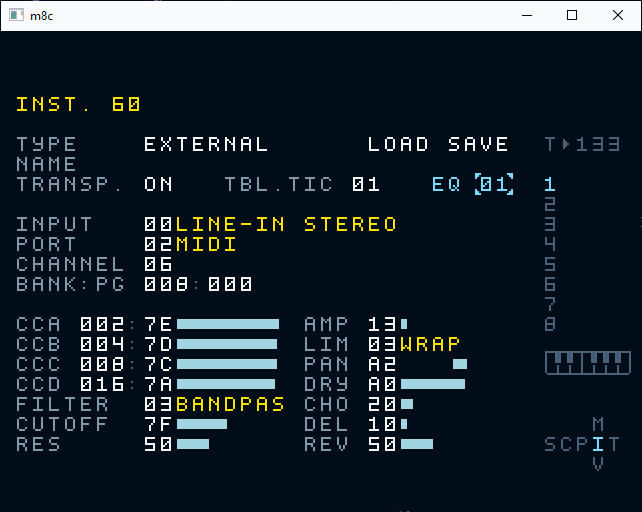 m8c
INST. 60
TYPE EXTERNAL LOAD SAVE T▸133
NAME
TRANSP. ON TBL.TIC 01 EQ 01 1
2
INPUT 00LINE-IN STEREO 3
PORT 02MIDI 4
CHANNEL 06 5
BANK:PG 008:000 6
7
CCA 002:7E AMP 13 8
CCB 004:7D LIM 03WRAP
CCC 008:7C PAN A2
CCD 016:7A DRY A0
FILTER 03BANDPAS CHO 20
CUTOFF 7F DEL 10 M
RES 50 REV 50 SCPIT
V